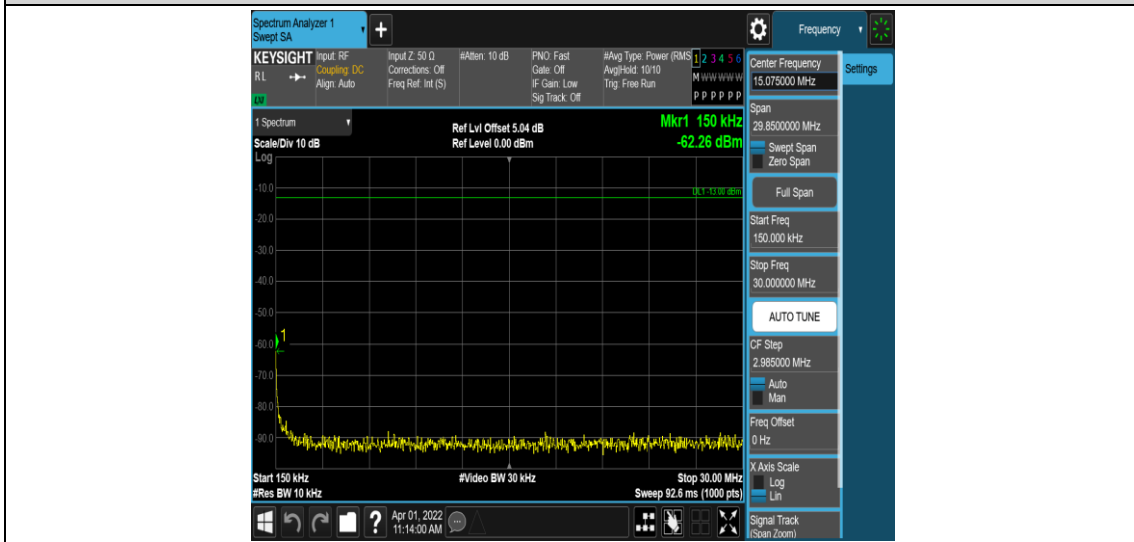 Spectrum Analyzer 1
Swept SA
+
Frequency
KEYSIGHT
RL
LXI
Input: RF
Coupling: DC
Align: Auto
Input Z: 50 Ω
Corrections: Off
Freq Ref: Int (S)
#Atten: 10 dB
PNO: Fast
Gate: Off
IF Gain: Low
Sig Track: Off
#Avg Type: Power (RMS
Avg|Hold: 10/10
Trig: Free Run
1 2 3 4 5 6
M W W W W W
P P P P P P
1 Spectrum
Scale/Div 10 dB
Log
Ref Lvl Offset 5.04 dB
Ref Level 0.00 dBm
Mkr1 150 kHz
-62.26 dBm
DL1 -13.00 dBm
-10.0
-20.0
-30.0
-40.0
-50.0
-60.0
-70.0
-80.0
-90.0
1
Start 150 kHz
#Res BW 10 kHz
#Video BW 30 kHz
Stop 30.00 MHz
Sweep 92.6 ms (1000 pts)
?
Apr 01, 2022
11:14:00 AM
Center Frequency
15.075000 MHz
Settings
Span
29.8500000 MHz
Swept Span
Zero Span
Full Span
Start Freq
150.000 kHz
Stop Freq
30.000000 MHz
AUTO TUNE
CF Step
2.985000 MHz
Auto
Man
Freq Offset
0 Hz
X Axis Scale
Log
Lin
Signal Track
(Span Zoom)